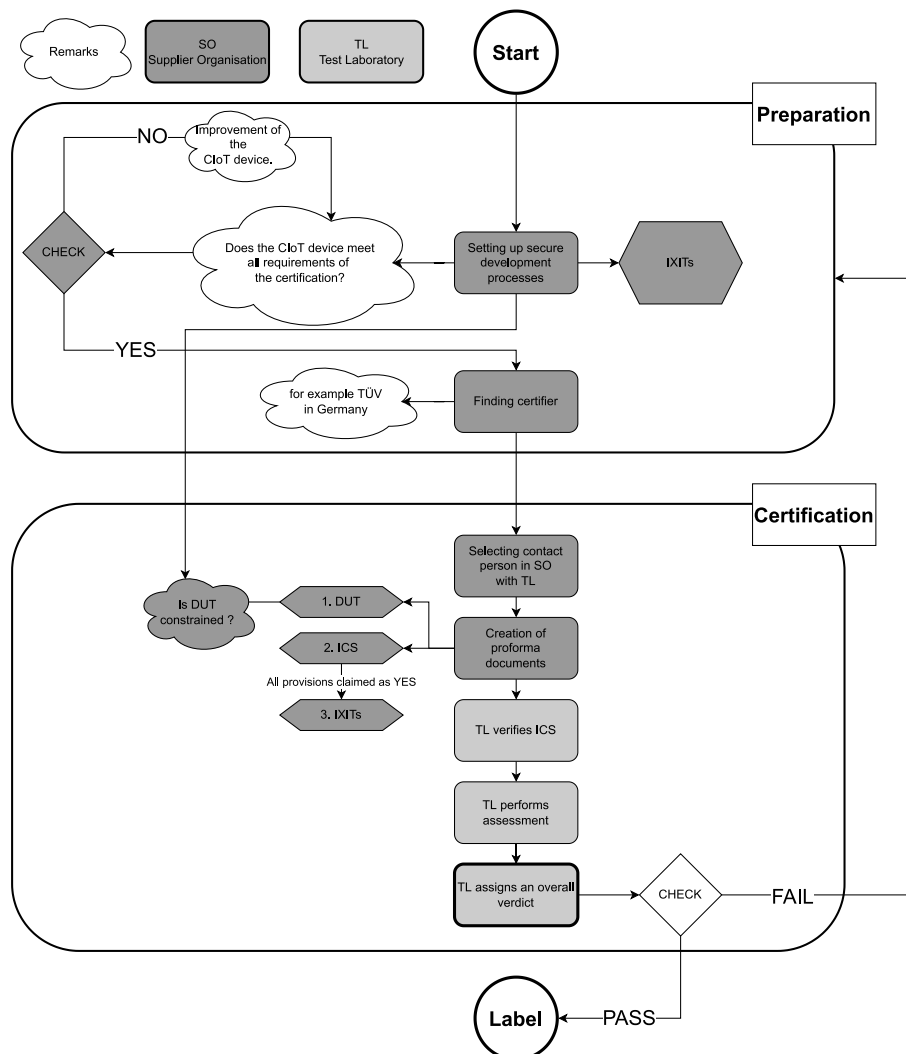 Remarks
SO
Supplier Organisation
TL
Test Laboratory
Start
Preparation
NO
Improvement of
the
CIoT device.
CHECK
Does the CIoT device meet
all requirements of
the certification?
Setting up secure
development
processes
IXITs
YES
for example TÜV
in Germany
Finding certifier
Certification
Selecting contact
person in SO
with TL
Is DUT
constrained ?
1. DUT
Creation of
proforma
documents
2. ICS
All provisions claimed as YES
3. IXITs
TL verifies ICS
TL performs
assessment
TL assigns an overall
verdict
CHECK
FAIL
Label
PASS